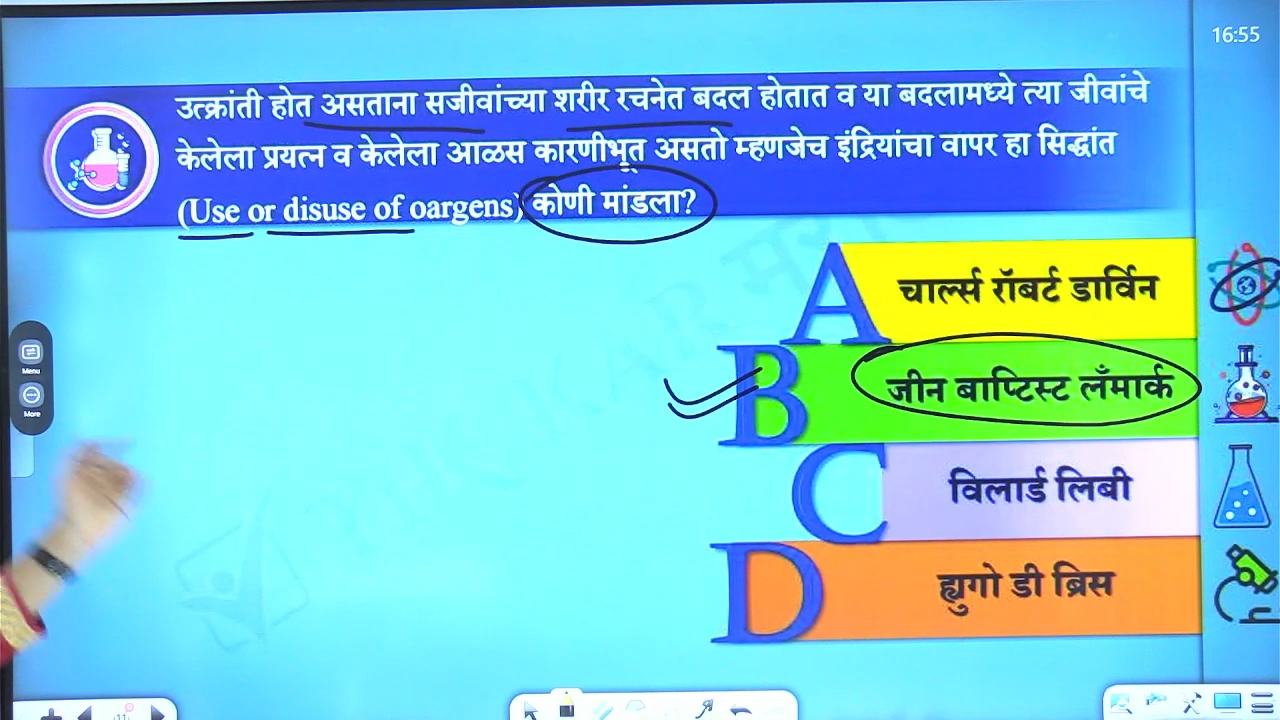 16:55
उत्क्रांती होत असताना सजीवांच्या शरीर रचनेत बदल होतात व या बदलामध्ये त्या जीवांचे
केलेला प्रयत्न व केलेला आळस कारणीभूत असतो म्हणजेच इंद्रियांचा वापर हा सिद्धांत
(Use or disuse of oargens) कोणी मांडला?
A चार्ल्स रॉबर्ट डार्विन
B जीन बाप्टिस्ट लॅंमार्क
C विलार्ड लिबी
D ह्युगो डी ब्रिस
Menu
More
11